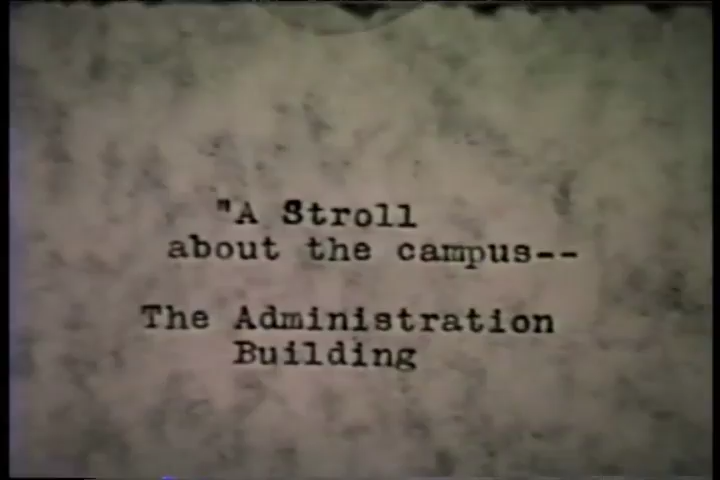 "A Stroll
about the campus--
The Administration
Building